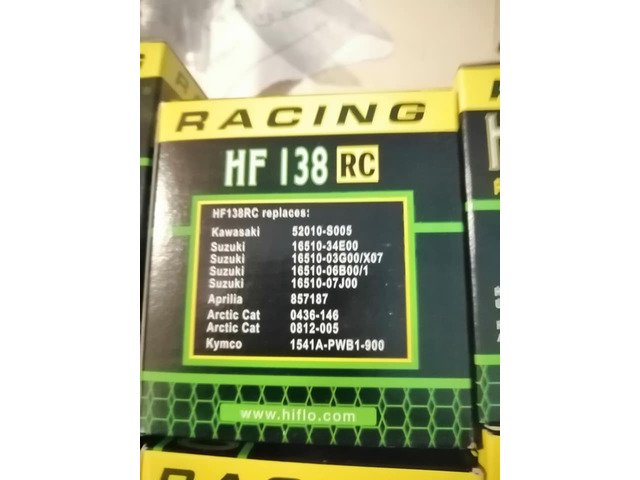 RACING
HF 138 RC
HF138RC replaces:
Kawasaki 52010-S005
Suzuki 16510-34E00
Suzuki 16510-03G00/X07
Suzuki 16510-06B00/1
Suzuki 16510-07J00
Aprilia 857187
Arctic Cat 0436-146
Arctic Cat 0812-005
Kymco 1541A-PWB1-900
www.hiflo.com
RACING